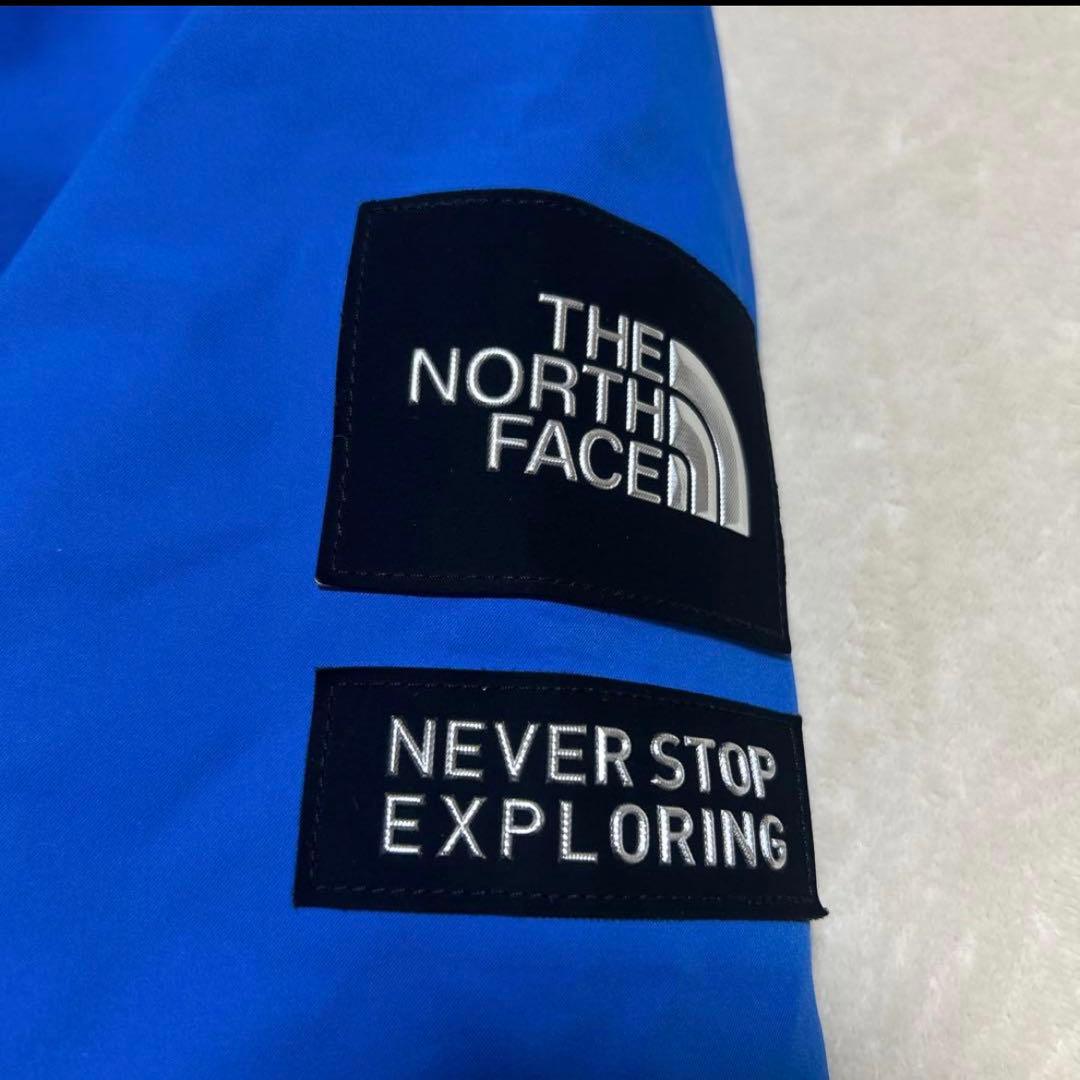 THE
NORTH
FACE
NEVER STOP
EXPLORING